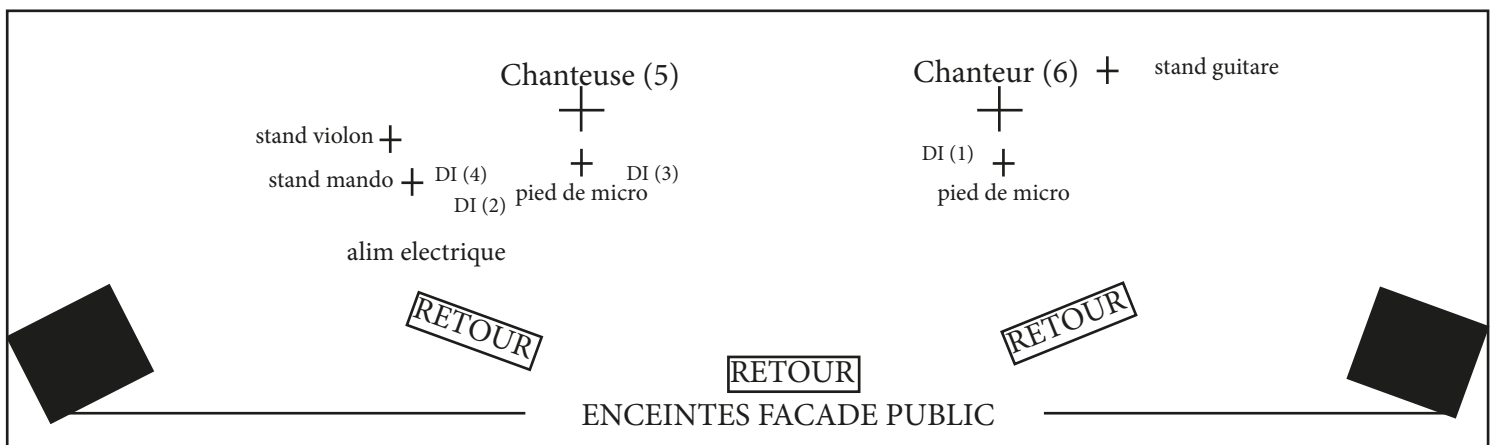 Chanteuse (5)
Chanteur (6)
stand guitare
stand violon
DI (1)
stand mando
DI (4)
DI (3)
DI (2)
pied de micro
pied de micro
alim electrique
RETOUR
RETOUR
RETOUR
ENCEINTES FACADE PUBLIC